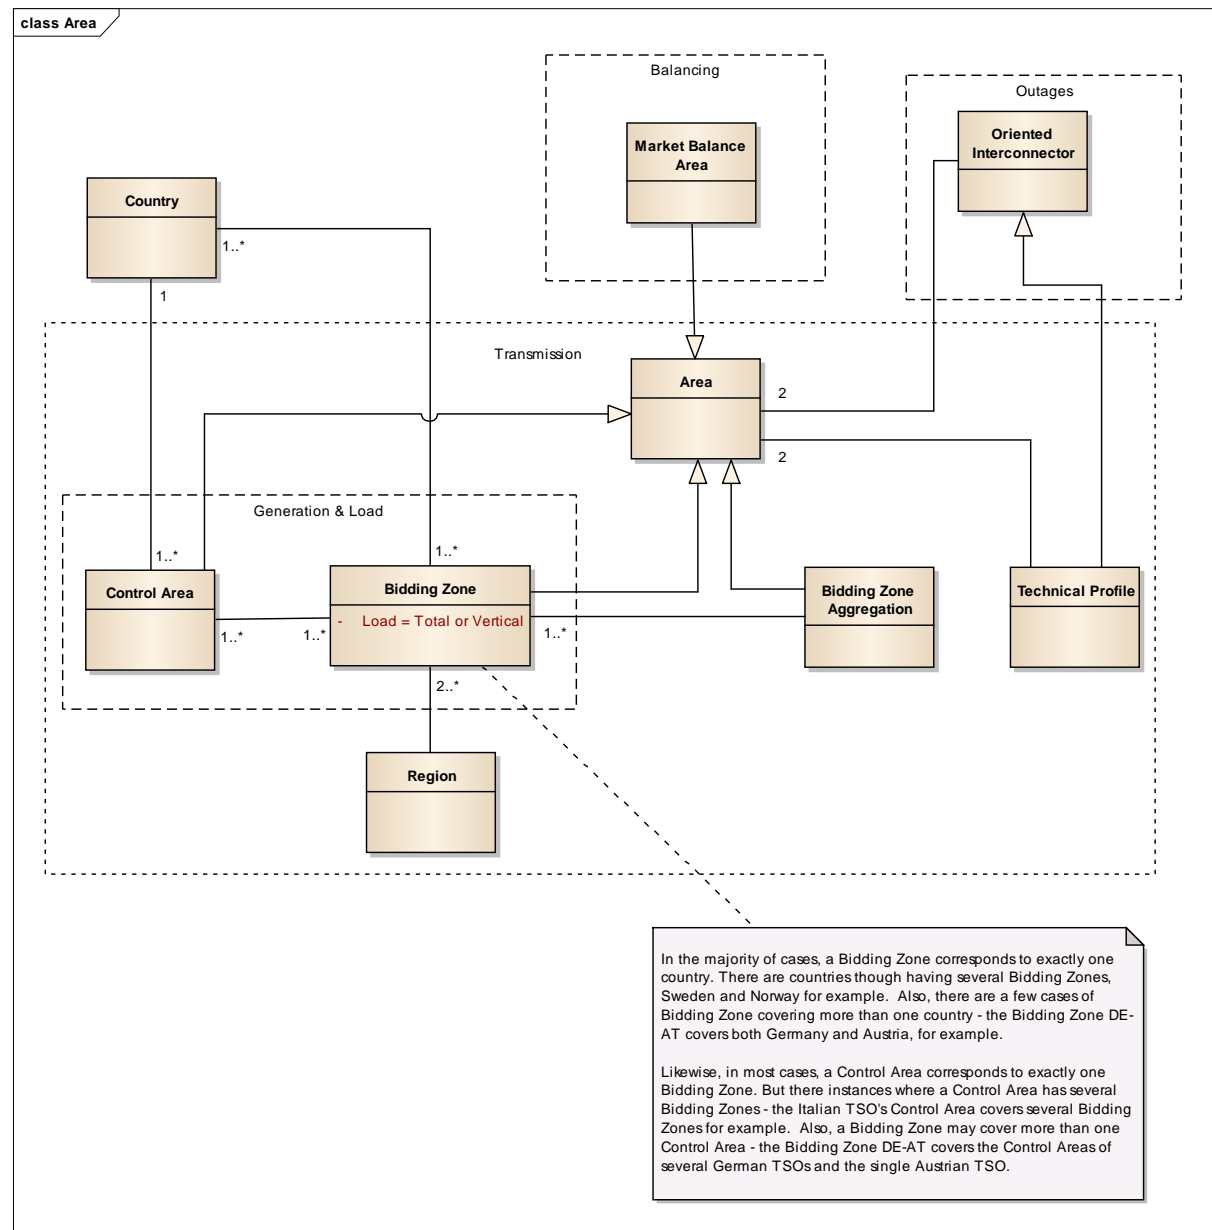 class Area
Balancing
Outages
Market Balance
Area
Oriented
Interconnector
Country
1..*
1
Transmission
Area
2
2
Generation & Load
1..*
1..*
Control Area
Bidding Zone
- Load = Total or Vertical
Bidding Zone
Aggregation
Technical Profile
1..*
1..*
1..*
2..*
Region
In the majority of cases, a Bidding Zone corresponds to exactly one
country. There are countries though having several Bidding Zones,
Sweden and Norway for example.  Also, there are a few cases of
Bidding Zone covering more than one country - the Bidding Zone DE-
AT covers both Germany and Austria, for example.
Likewise, in most cases, a Control Area corresponds to exactly one
Bidding Zone. But there instances where a Control Area has several
Bidding Zones - the Italian TSO's Control Area covers several Bidding
Zones for example.  Also, a Bidding Zone may cover more than one
Control Area - the Bidding Zone DE-AT covers the Control Areas of
several German TSOs and the single Austrian TSO.